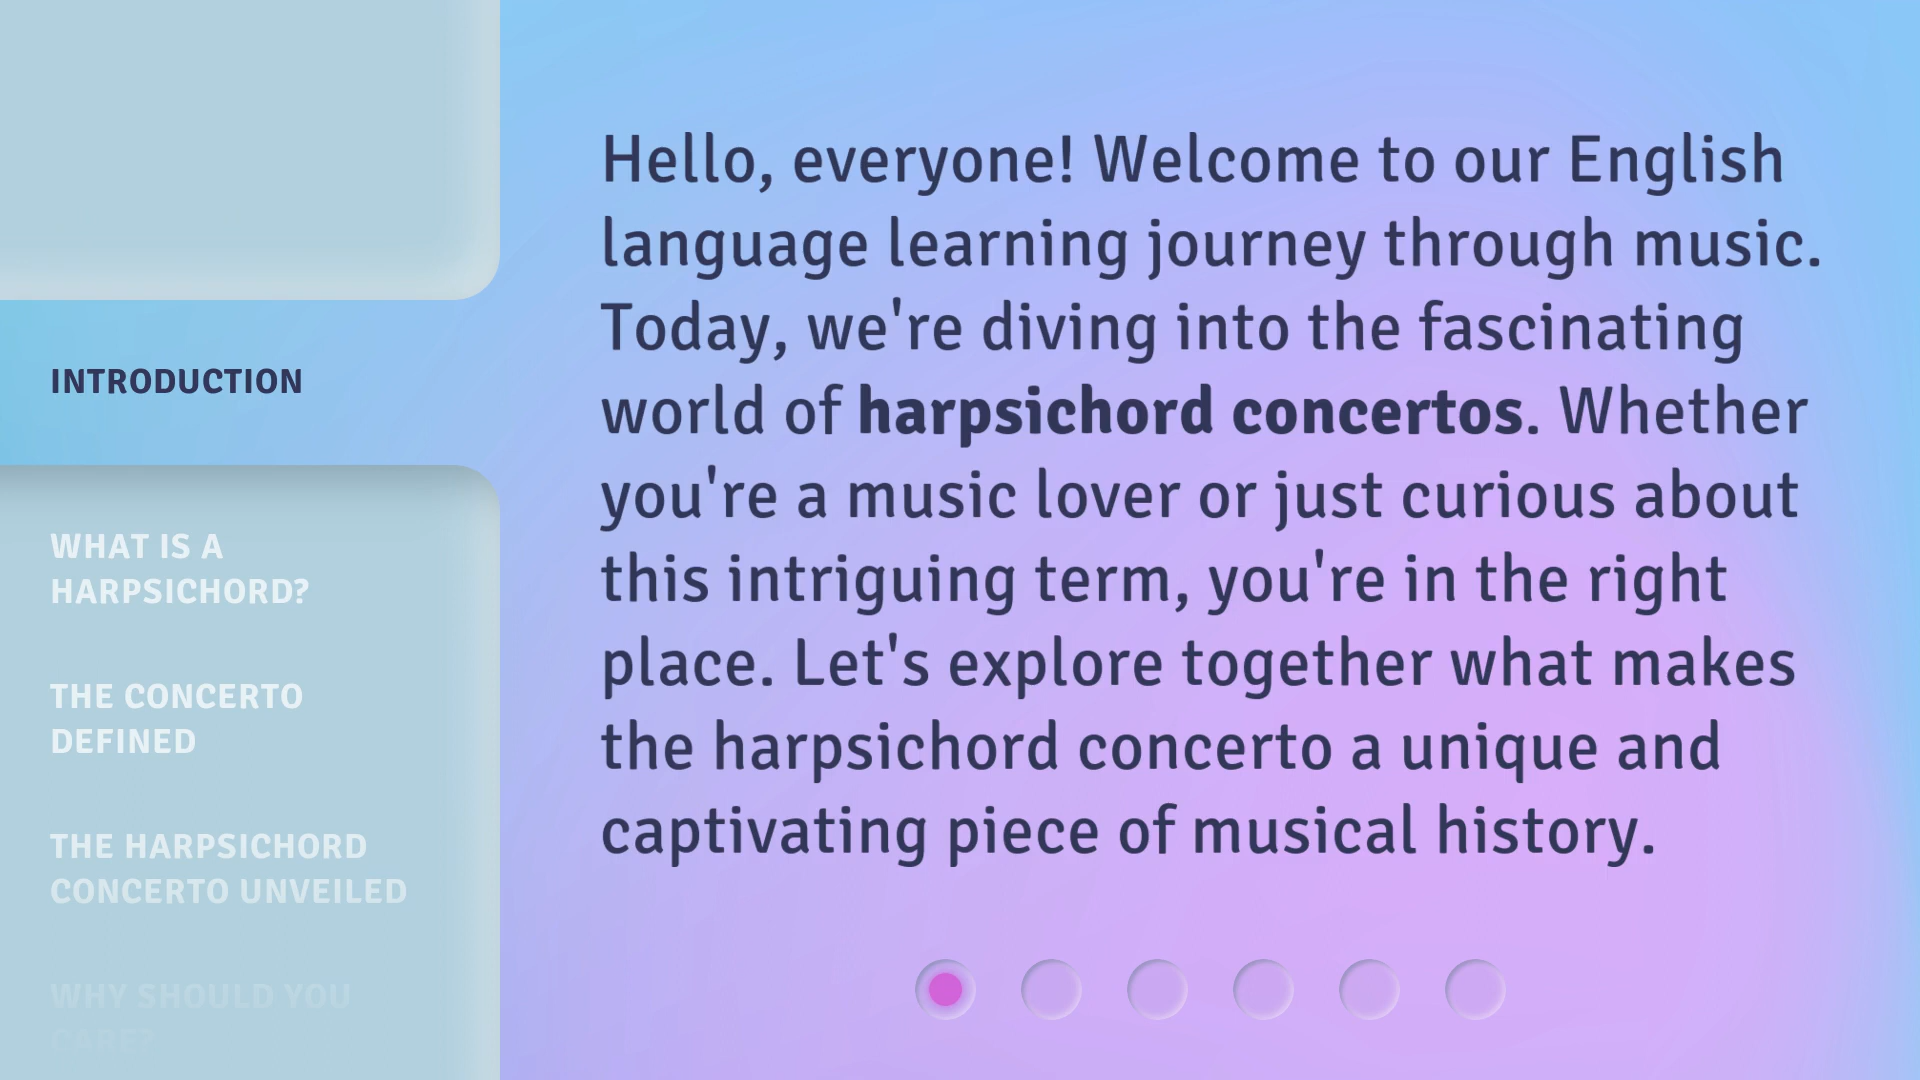 INTRODUCTION
WHAT IS A
HARPSICHORD?
THE CONCERTO
DEFINED
THE HARPSICHORD
CONCERTO UNVEILED
WHY SHOULD YOU
CARE?
Hello, everyone! Welcome to our English
language learning journey through music.
Today, we're diving into the fascinating
world of harpsichord concertos. Whether
you're a music lover or just curious about
this intriguing term, you're in the right
place. Let's explore together what makes
the harpsichord concerto a unique and
captivating piece of musical history.